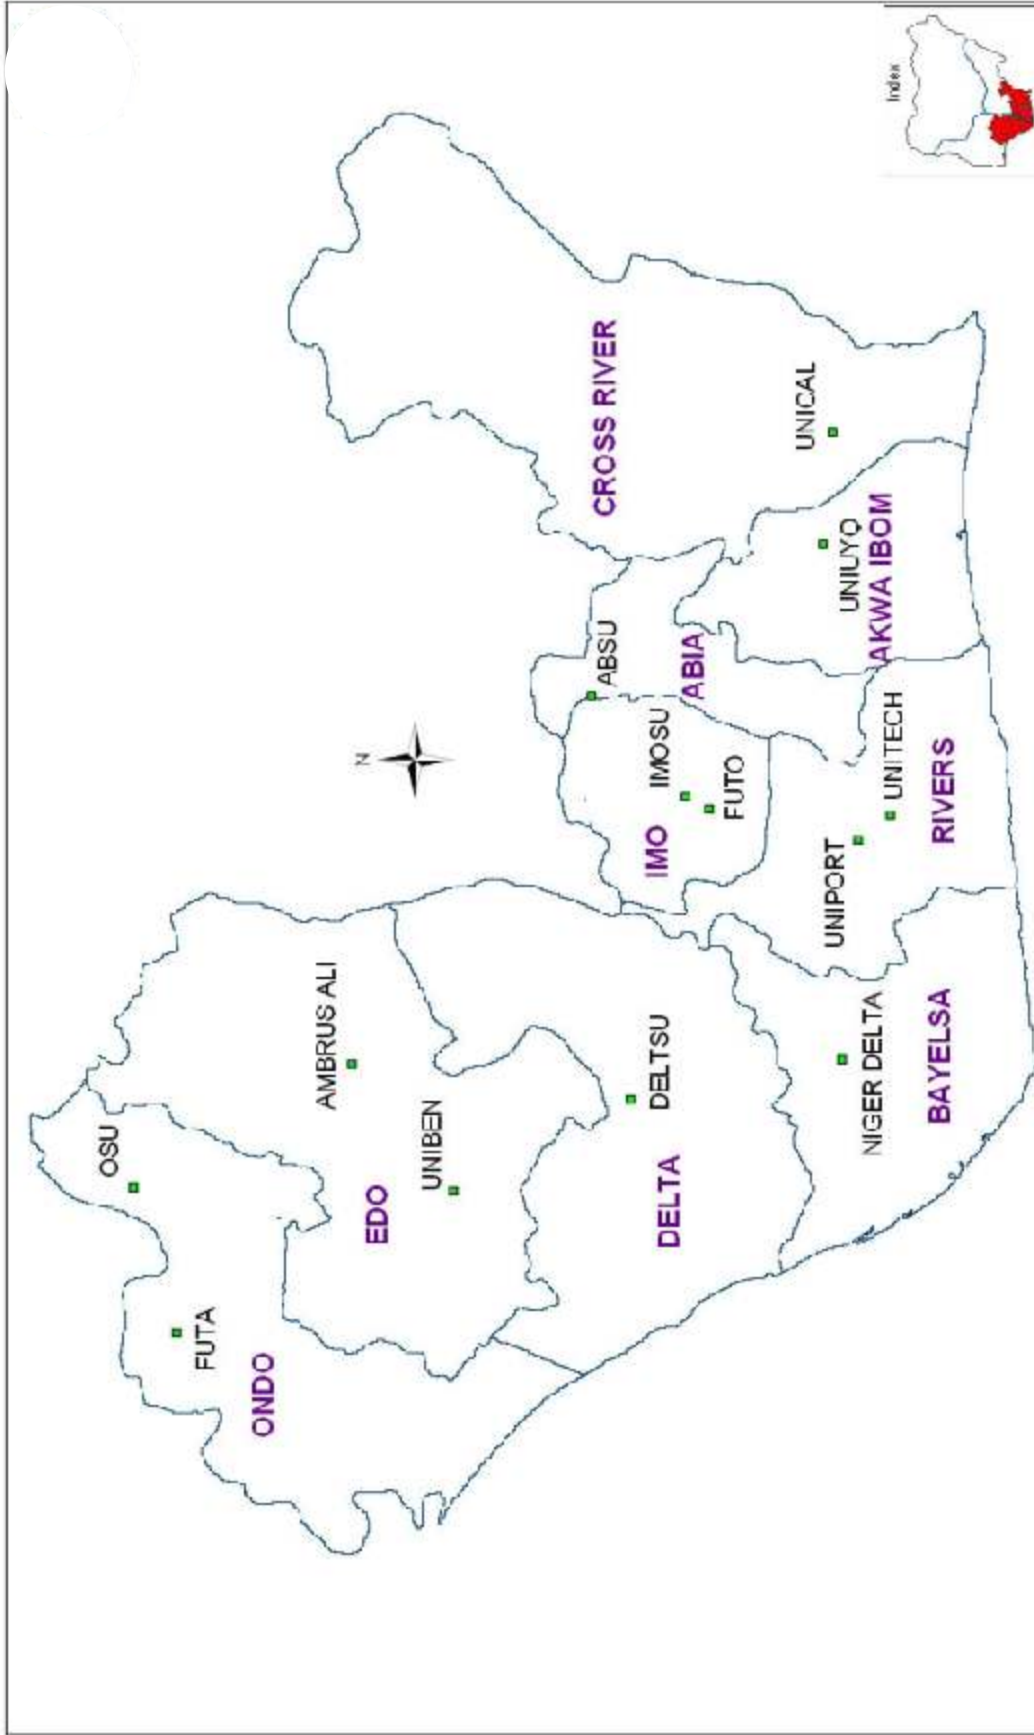 Index
N
OSU
FUTA
ONDO
AMBRUS ALI
EDO
UNIBEN
DELTSU
DELTA
NIGER DELTA
BAYELSA
ABSU
ABIA
IMOSU
IMO
FUTO
UNIPORT
UNITECH
RIVERS
CROSS RIVER
UNICAL
UNIUYO
AKWA IBOM